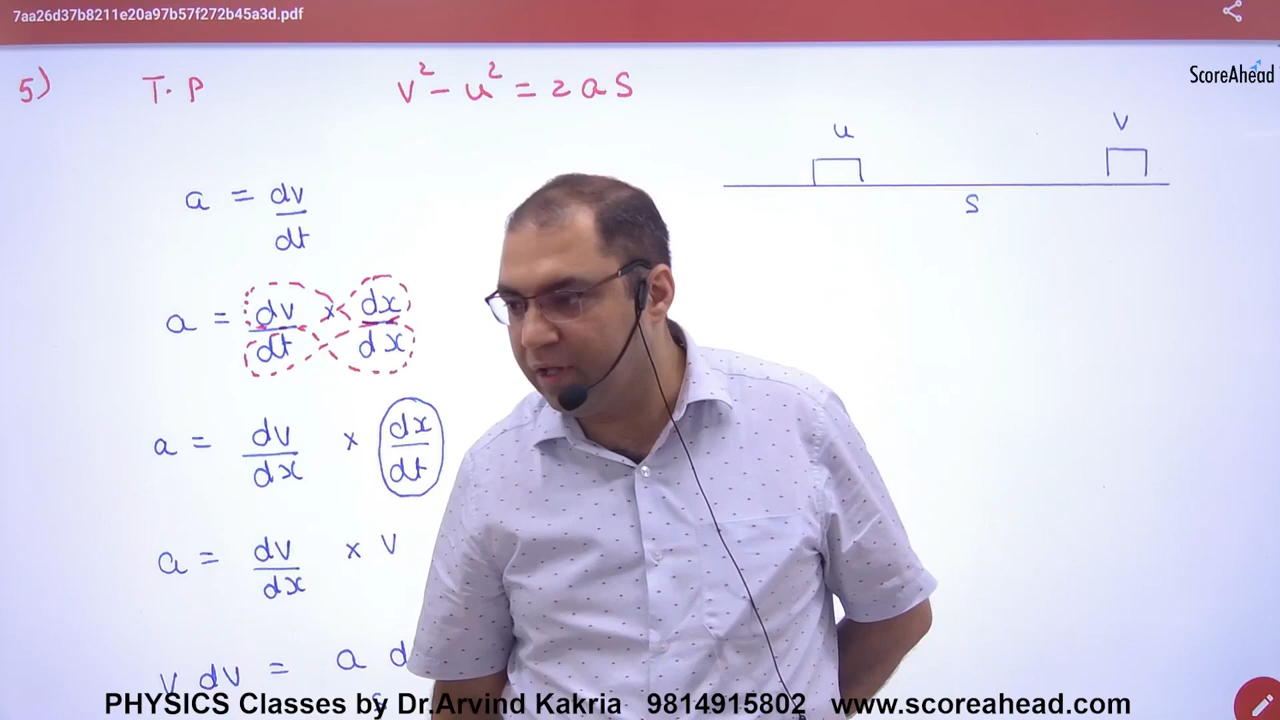 7aa26d37b8211e20a97b57f272b45a3d.pdf
ScoreAhead
5) T.P v² - u² = 2aS
u v
S
a = dv/dt
a = dv/dt × dx/dx
a = dv/dx × dx/dt
a = dv/dx × v
v dv = a
PHYSICS Classes by Dr.Arvind Kakria 9814915802 www.scoreahead.com